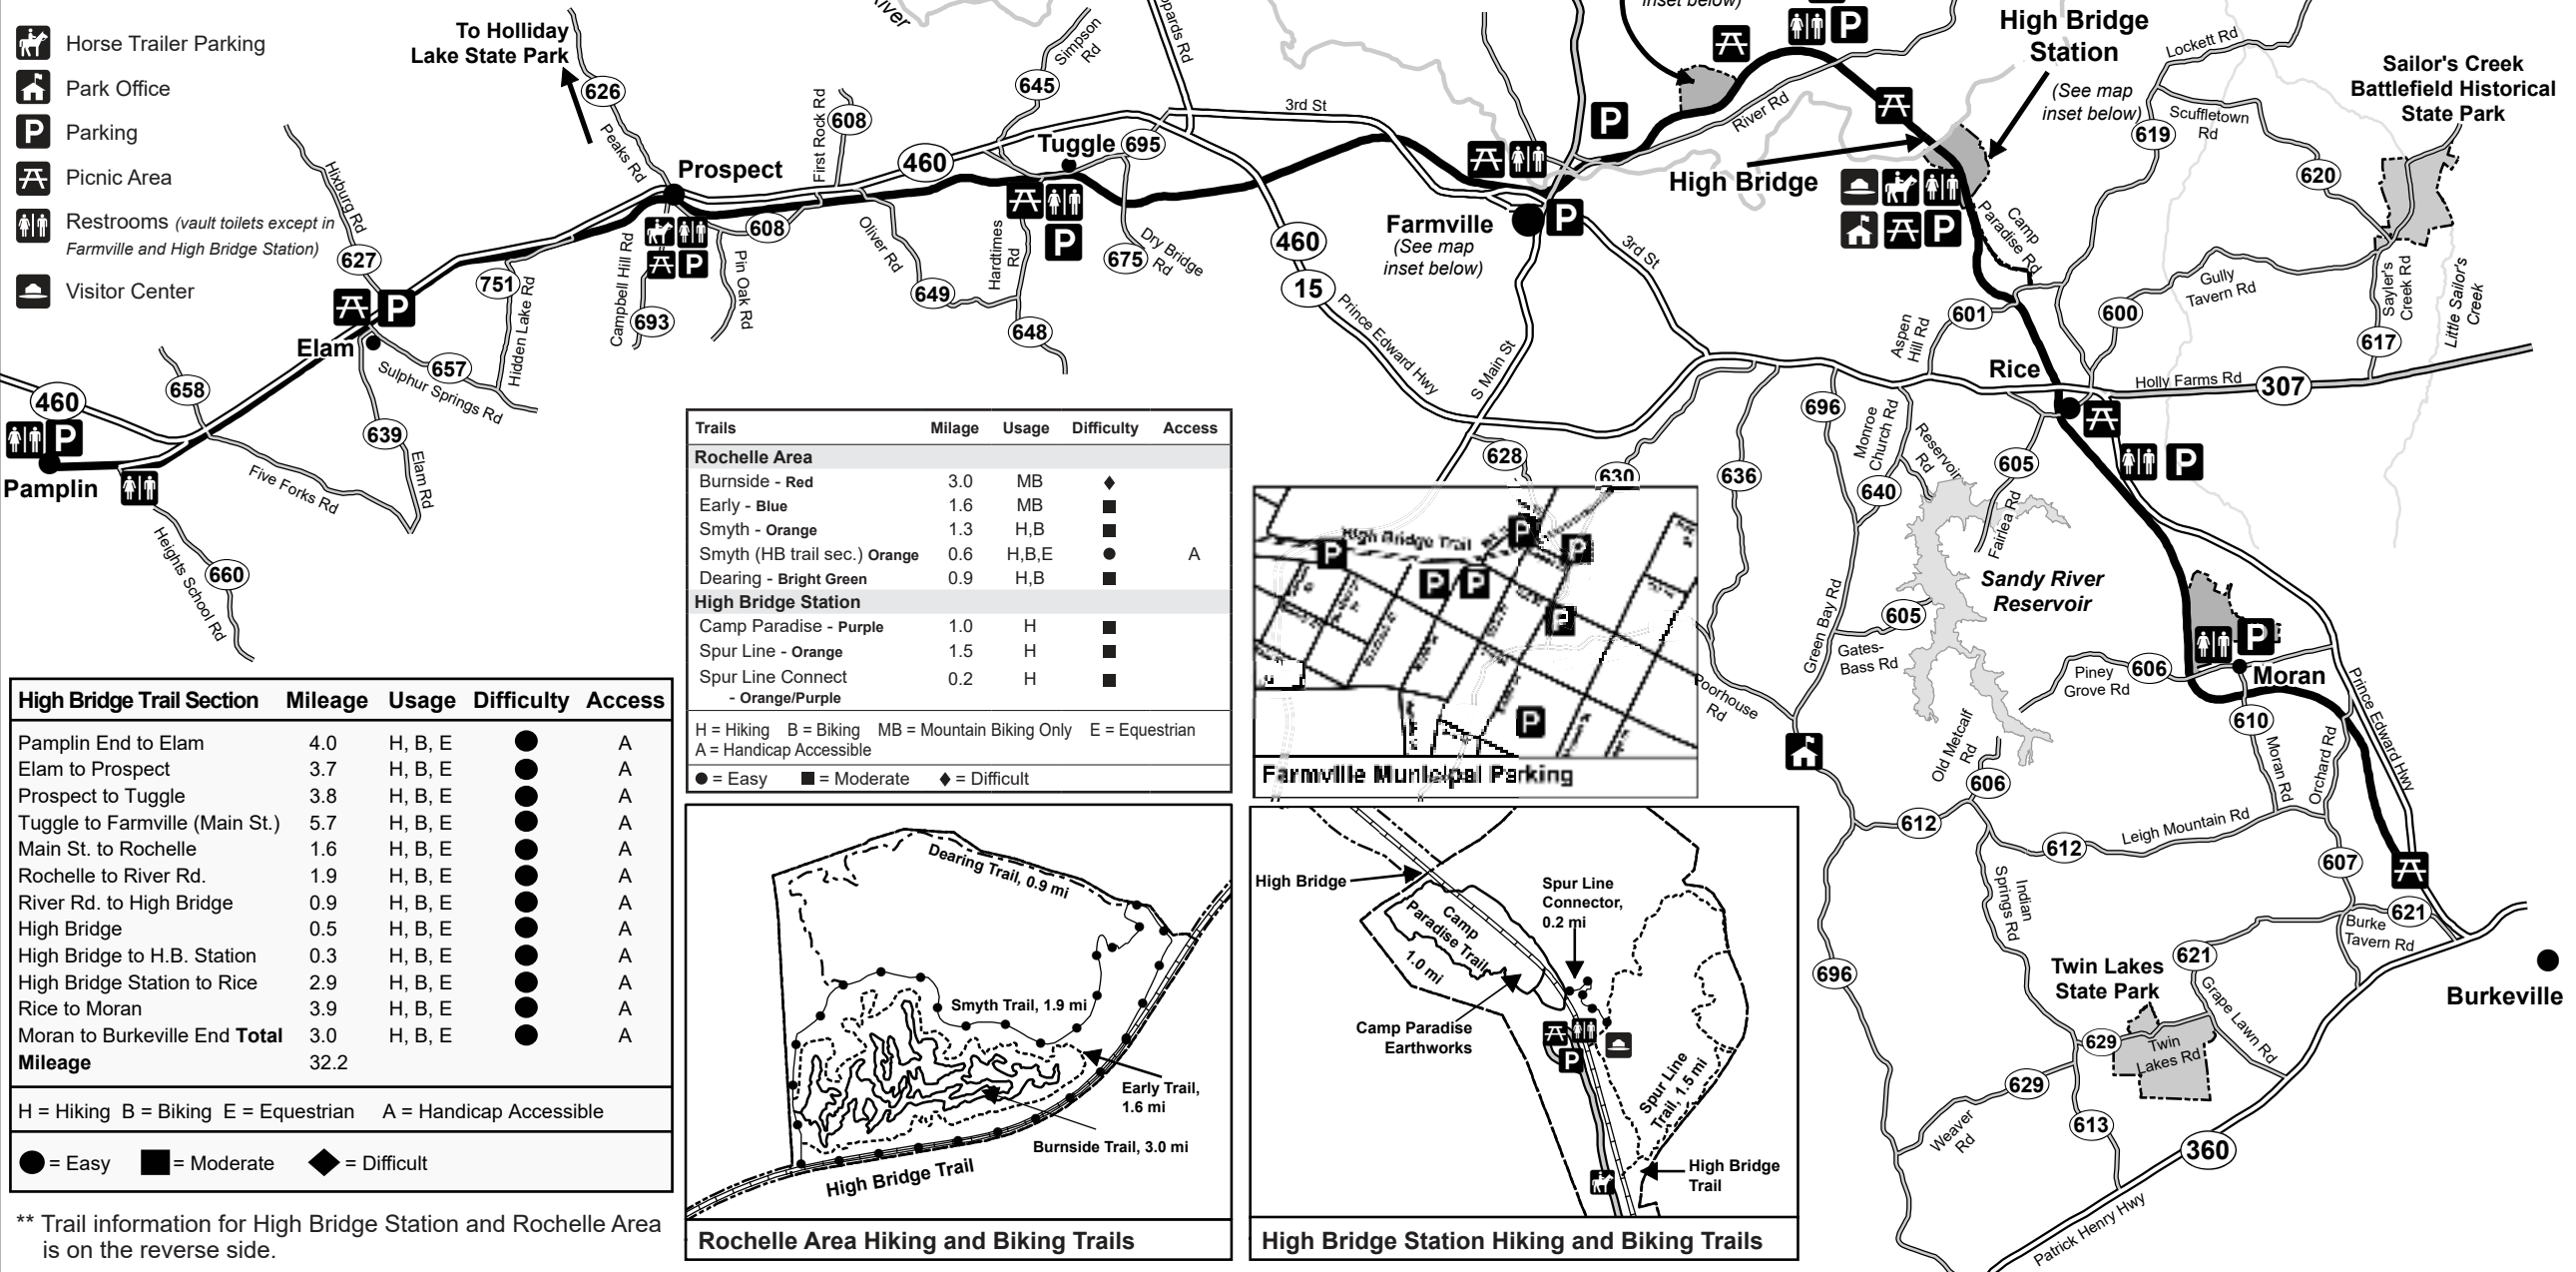 Horse Trailer Parking
Park Office
P
Parking
Picnic Area
Restrooms (vault toilets except in
Farmville and High Bridge Station)
Visitor Center
To Holliday
Lake State Park
626
Peaks Rd
Hixburg Rd
627
Prospect
First Rock Rd
608
460
645
Simpson
Rd
Tuggle
695
3rd St
inset below)
P
P
River Rd
High Bridge
Station
(See map
inset below)
High Bridge
Lockett Rd
Scuffletown
Rd
619
620
Sailor's Creek
Battlefield Historical
State Park
Farmville
(See map
inset below)
P
3rd St
460
15
Prince Edward Hwy
S Main St
P
Camp
Paradise Rd
Gully
Tavern Rd
600
601
Aspen
Hill Rd
Sayler's
Creek Rd
Little Sailor's
Creek
617
Rice
Holly Farms Rd
307
751
Hidden Lake Rd
Campbell Hill Rd
P
693
608
Pin Oak Rd
Oliver Rd
649
Hardtimes
Rd
648
P
675
Dry Bridge
Rd
P
Elam
657
Sulphur Springs Rd
658
460
P
Pamplin
639
Elam Rd
Five Forks Rd
660
Heights School Rd
628
630
636
696
Monroe
Church Rd
640
Reservoir
Rd
605
Fairlea Rd
P
Sandy River
Reservoir
Green Bay Rd
605
Gates-
Bass Rd
Poorhouse
Rd
Piney
Grove Rd
606
P
Moran
610
Moran Rd
Orchard Rd
Prince Edward Hwy
Old Metcalf
Rd
606
612
612
Leigh Mountain Rd
607
621
Burke
Tavern Rd
Indian
Springs Rd
696
Twin Lakes
State Park
621
Grape Lawn Rd
629
Twin
Lakes Rd
629
Weaver
Rd
613
360
Patrick Henry Hwy
Burkeville
Trails Milage Usage Difficulty Access
Rochelle Area
Burnside - Red 3.0 MB
Early - Blue 1.6 MB
Smyth - Orange 1.3 H,B
Smyth (HB trail sec.) Orange 0.6 H,B,E A
Dearing - Bright Green 0.9 H,B
High Bridge Station
Camp Paradise - Purple 1.0 H
Spur Line - Orange 1.5 H
Spur Line Connect 0.2 H
- Orange/Purple
H = Hiking B = Biking MB = Mountain Biking Only E = Equestrian
A = Handicap Accessible
= Easy = Moderate = Difficult
High Bridge Trail
P
P
P
P
P
P
P
Farmville Municipal Parking
High Bridge Trail Section Mileage Usage Difficulty Access
Pamplin End to Elam 4.0 H, B, E A
Elam to Prospect 3.7 H, B, E A
Prospect to Tuggle 3.8 H, B, E A
Tuggle to Farmville (Main St.) 5.7 H, B, E A
Main St. to Rochelle 1.6 H, B, E A
Rochelle to River Rd. 1.9 H, B, E A
River Rd. to High Bridge 0.9 H, B, E A
High Bridge 0.5 H, B, E A
High Bridge to H.B. Station 0.3 H, B, E A
High Bridge Station to Rice 2.9 H, B, E A
Rice to Moran 3.9 H, B, E A
Moran to Burkeville End Total 3.0 H, B, E A
Mileage 32.2
H = Hiking B = Biking E = Equestrian A = Handicap Accessible
= Easy = Moderate = Difficult
** Trail information for High Bridge Station and Rochelle Area
is on the reverse side.
Dearing Trail, 0.9 mi
Smyth Trail, 1.9 mi
Early Trail,
1.6 mi
Burnside Trail, 3.0 mi
High Bridge Trail
Rochelle Area Hiking and Biking Trails
High Bridge
Spur Line
Connector,
0.2 mi
Camp
Paradise Trail
1.0 mi
Camp Paradise
Earthworks
P
Spur Line
Trail, 1.5 mi
High Bridge
Trail
High Bridge Station Hiking and Biking Trails